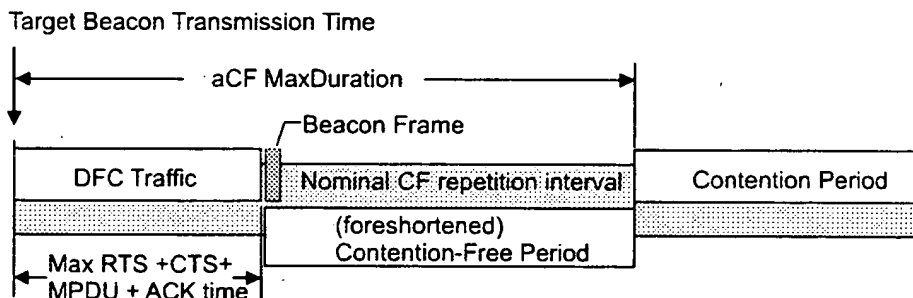 Target Beacon Transmission Time
aCF MaxDuration
Beacon Frame
DFC Traffic
Nominal CF repetition interval
Contention Period
(foreshortened)
Contention-Free Period
Max RTS +CTS+
MPDU + ACK time